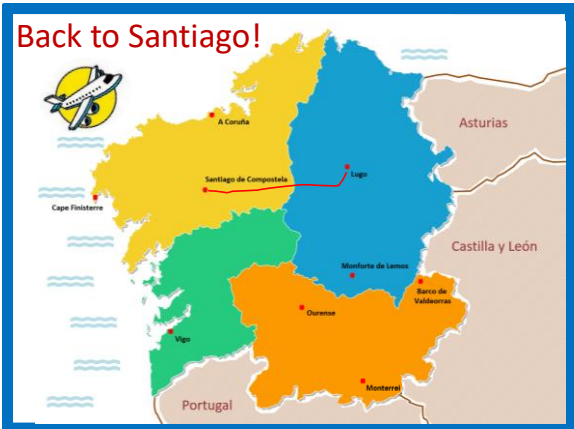 Back to Santiago!
A Coruña
Asturias
Santiago de Compostela
Lugo
Cape Finisterre
Castilla y León
Monforte de Lemos
Barco de
Valdeorras
Ourense
Vigo
Monterrei
Portugal